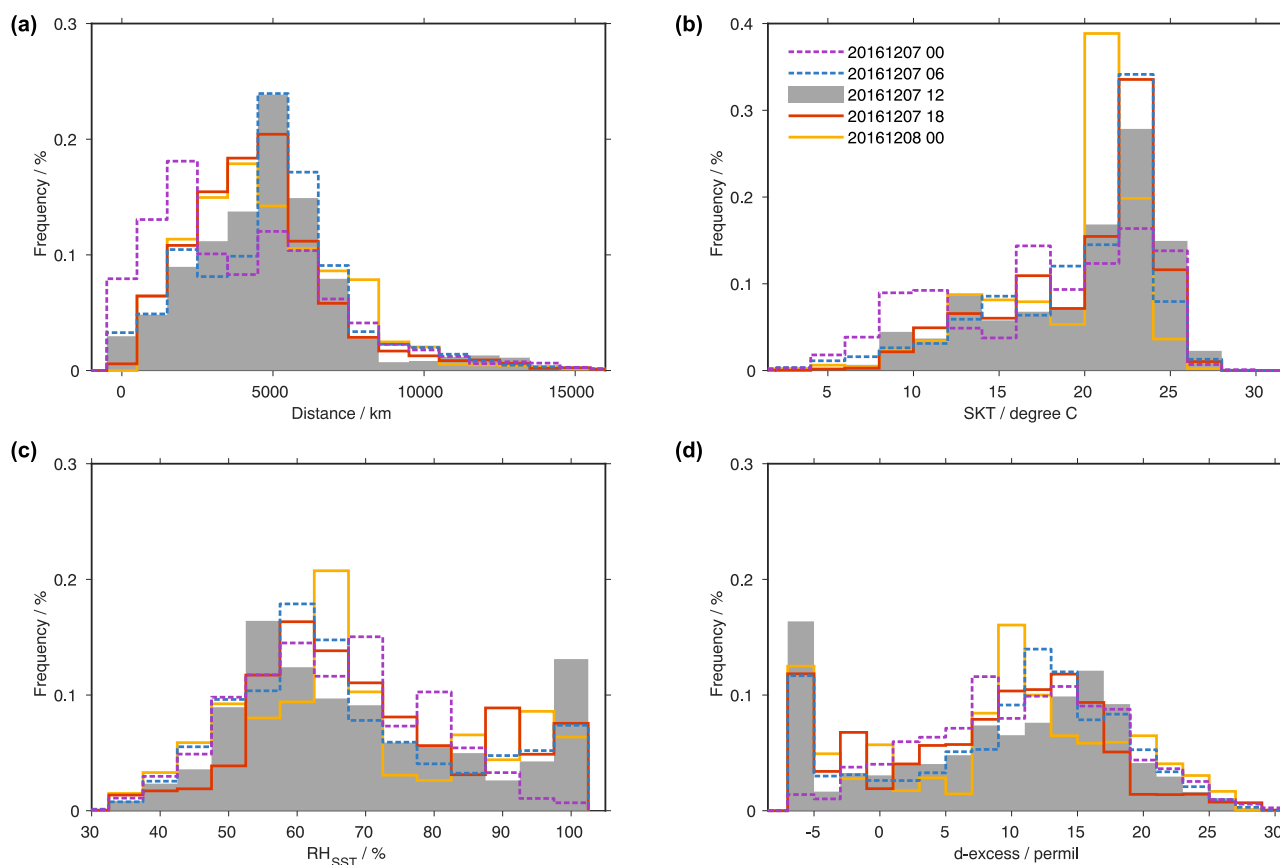 (a)
0.3
0.2
0.1
0
Frequency / %
0 5000 10000 15000
Distance / km
(b)
0.4
0.3
0.2
0.1
0
Frequency / %
20161207 00
20161207 06
20161207 12
20161207 18
20161208 00
5 10 15 20 25 30
SKT / degree C
(c)
0.3
0.2
0.1
0
Frequency / %
30 40 50 60 70 80 90 100
RH_SST / %
(d)
0.3
0.2
0.1
0
Frequency / %
-5 0 5 10 15 20 25 30
d-excess / permil